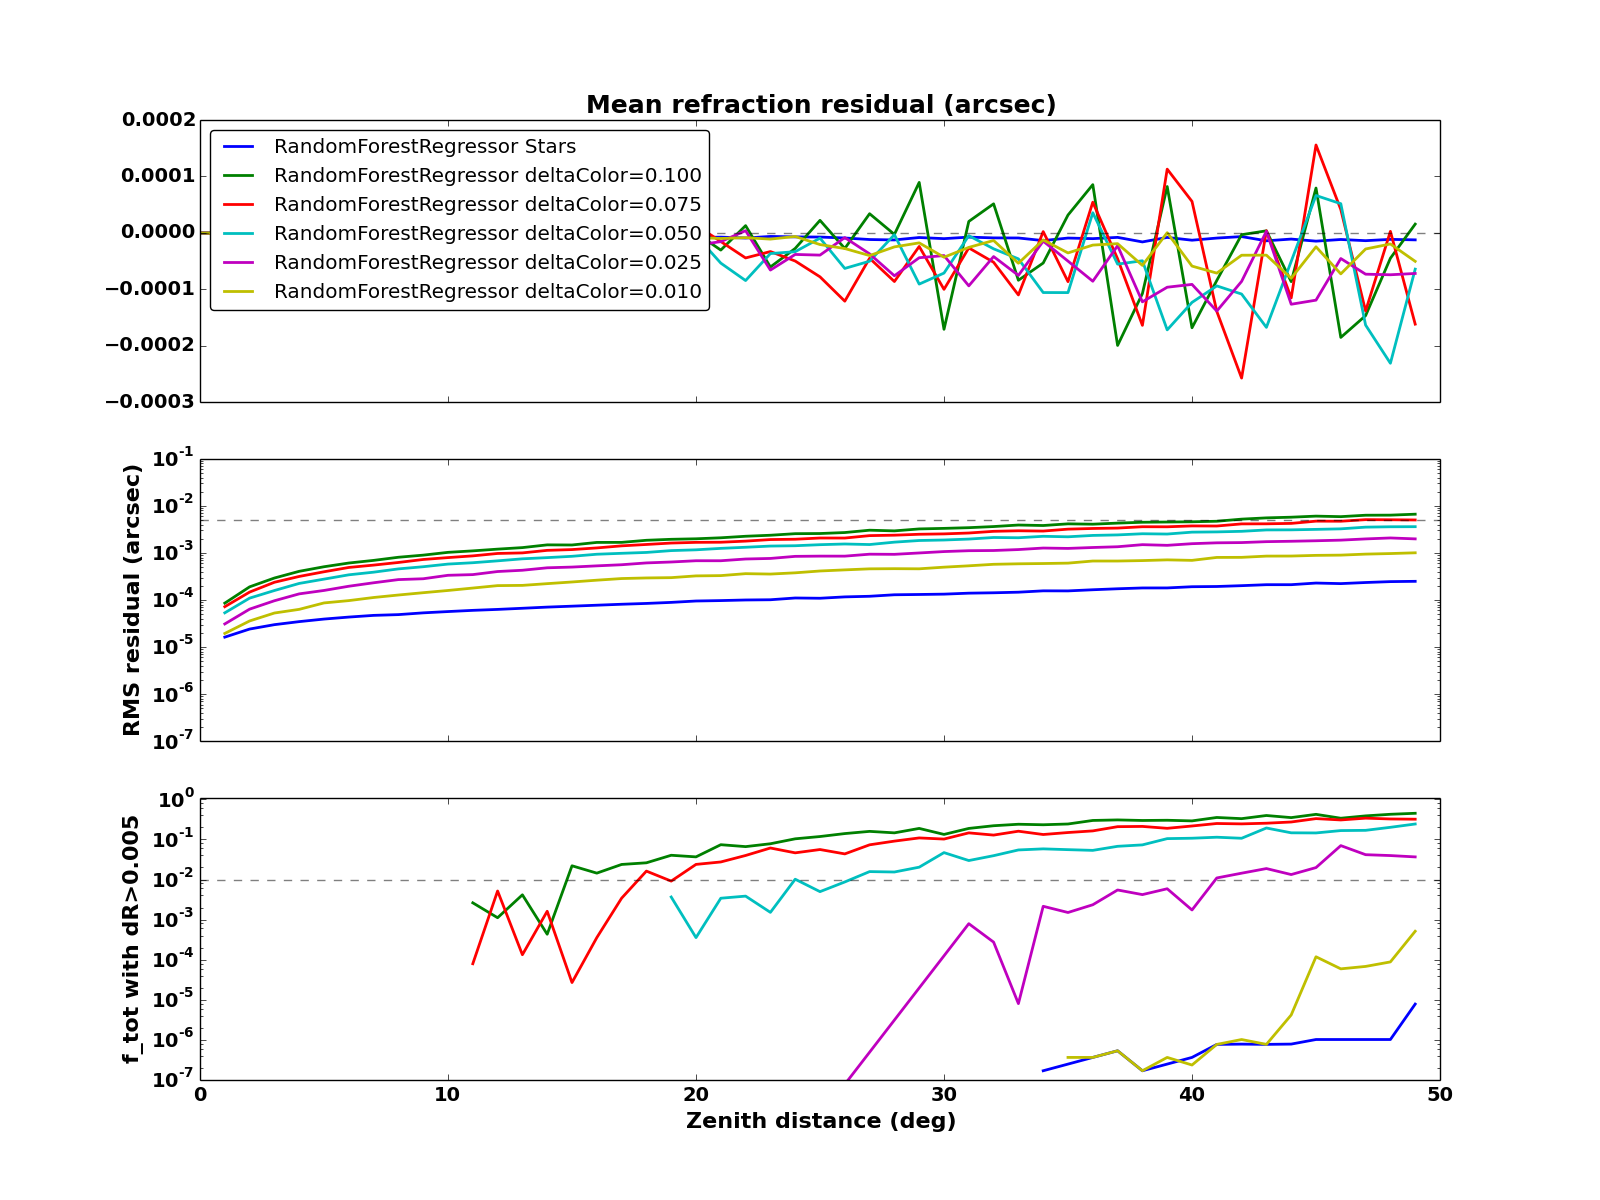 Mean refraction residual (arcsec)
0.0002
0.0001
0.0000
−0.0001
−0.0002
−0.0003
RandomForestRegressor Stars
RandomForestRegressor deltaColor=0.100
RandomForestRegressor deltaColor=0.075
RandomForestRegressor deltaColor=0.050
RandomForestRegressor deltaColor=0.025
RandomForestRegressor deltaColor=0.010
RMS residual (arcsec)
10^-1
10^-2
10^-3
10^-4
10^-5
10^-6
10^-7
f_tot with dR>0.005
10^0
10^-1
10^-2
10^-3
10^-4
10^-5
10^-6
10^-7
0 10 20 30 40 50
Zenith distance (deg)